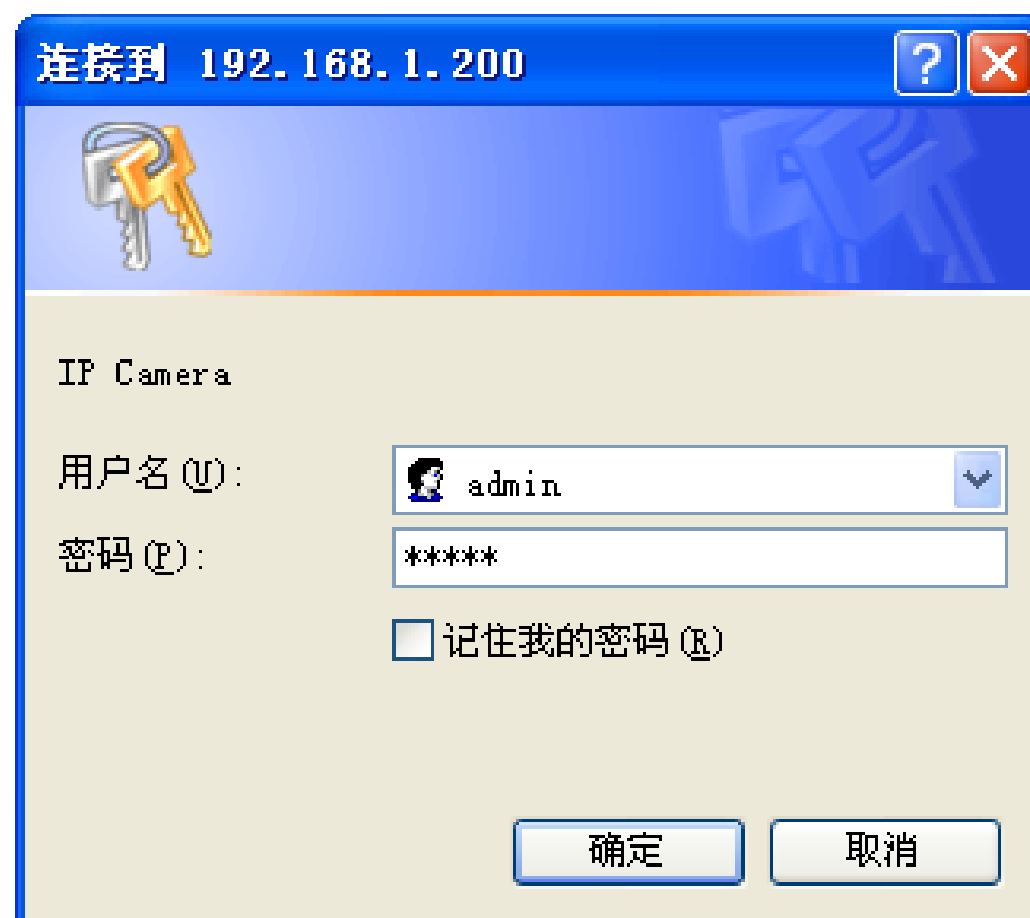 连接到 192.168.1.200
IP Camera
用户名(U):
admin
密码(P):
*****
记住我的密码(R)
确定
取消